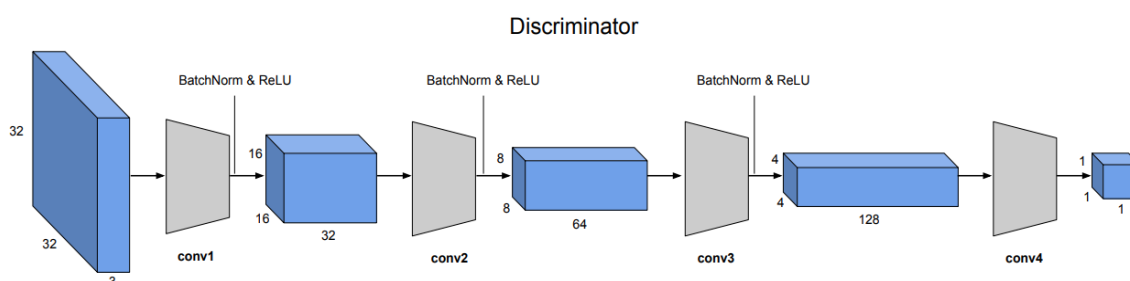 Discriminator
BatchNorm & ReLU
BatchNorm & ReLU
BatchNorm & ReLU
32
32
16
16
32
8
8
64
4
4
128
1
1
1
conv1
conv2
conv3
conv4